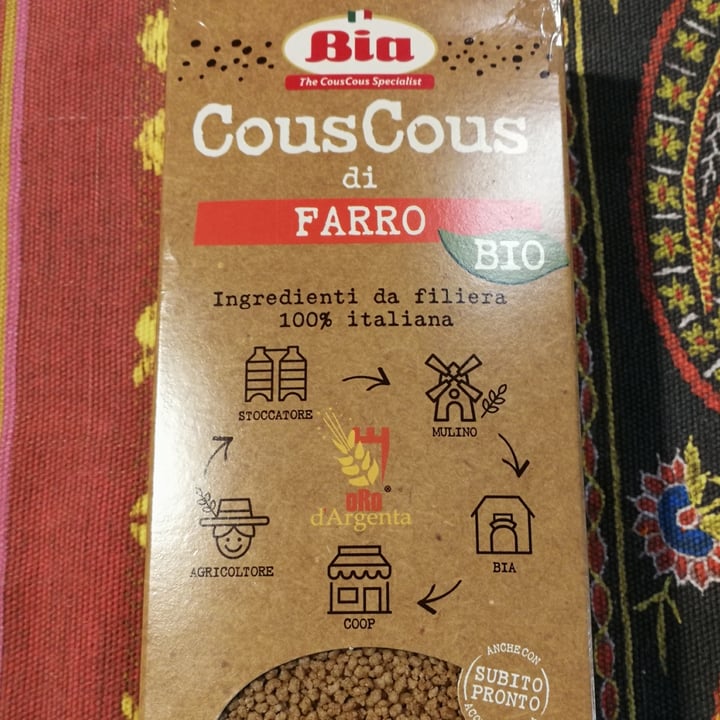 Bia
The CousCous Specialist
CousCous
di
FARRO
BIO
Ingredienti da filiera
100% italiana
STOCCATORE
MULINO
oRo ®
d'Argenta
AGRICOLTORE
BIA
COOP
ANCHE CON
SUBITO
PRONTO